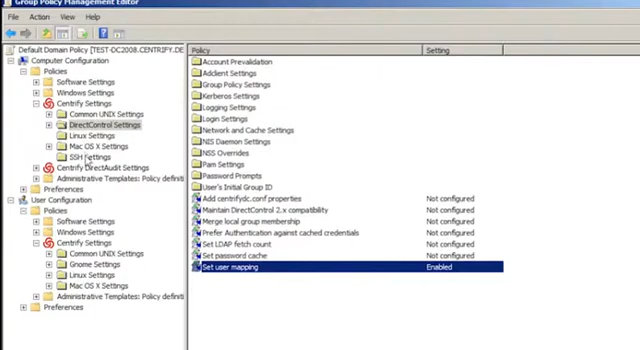 Group Policy Management Editor
File Action View Help
Default Domain Policy [TEST-DC2008.CENTRIFY.DE
Computer Configuration
Policies
Software Settings
Windows Settings
Centrify Settings
Common UNIX Settings
DirectControl Settings
Linux Settings
Mac OS X Settings
SSH Settings
Centrify DirectAudit Settings
Administrative Templates: Policy definiti
Preferences
User Configuration
Policies
Software Settings
Windows Settings
Centrify Settings
Common UNIX Settings
Gnome Settings
Linux Settings
Mac OS X Settings
Administrative Templates: Policy definiti
Preferences
Policy Setting
Account Prevalidation
Addclient Settings
Group Policy Settings
Kerberos Settings
Logging Settings
Login Settings
Network and Cache Settings
NIS Daemon Settings
NSS Overrides
Pam Settings
Password Prompts
User's Initial Group ID
Add centrifydc.conf properties Not configured
Maintain DirectControl 2.x compatibility Not configured
Merge local group membership Not configured
Prefer Authentication against cached credentials Not configured
Set LDAP fetch count Not configured
Set password cache Not configured
Set user mapping Enabled